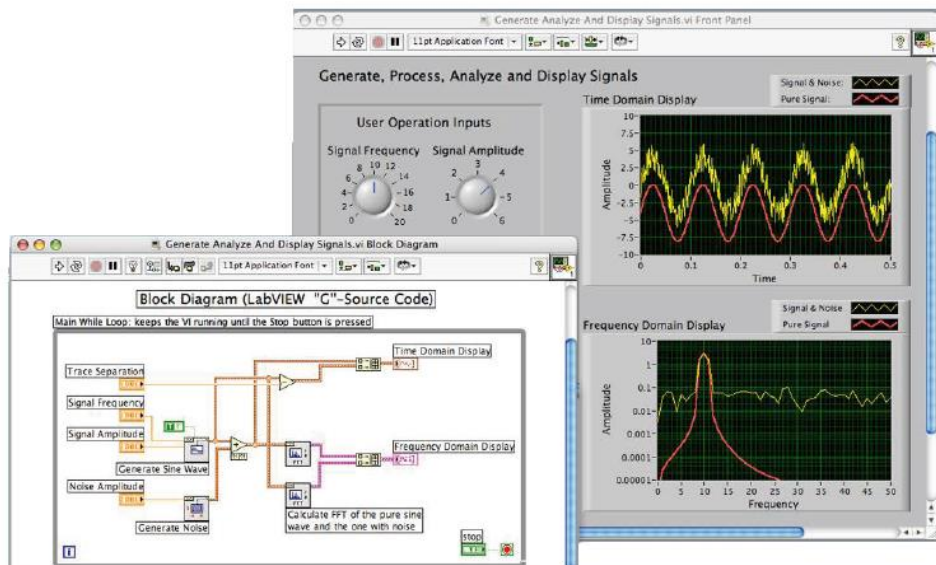 Generate Analyze And Display Signals.vi Front Panel
11pt Application Font
Generate, Process, Analyze and Display Signals
User Operation Inputs
Signal Frequency
0 2 4 6 8 10 12 14 16 18 20
Signal Amplitude
0 1 2 3 4 5 6
Signal & Noise:
Pure Signal:
Time Domain Display
Amplitude
10
7.5
5
2.5
0
-2.5
-5
-7.5
-10
0 0.1 0.2 0.3 0.4 0.5
Time
Signal & Noise
Pure Signal
Frequency Domain Display
Amplitude
10
1
0.1
0.01
0.001
0.0001
0.00001
0 5 10 15 20 25 30 35 40 45 50
Frequency
Generate Analyze And Display Signals.vi Block Diagram
11pt Application Font
Block Diagram (LabVIEW "G"-Source Code)
Main While Loop: keeps the VI running until the Stop button is pressed
Trace Separation
Signal Frequency
Signal Amplitude
Generate Sine Wave
Noise Amplitude
Generate Noise
Time Domain Display
Frequency Domain Display
FFT
FFT
Calculate FFT of the pure sine
wave and the one with noise
stop
i